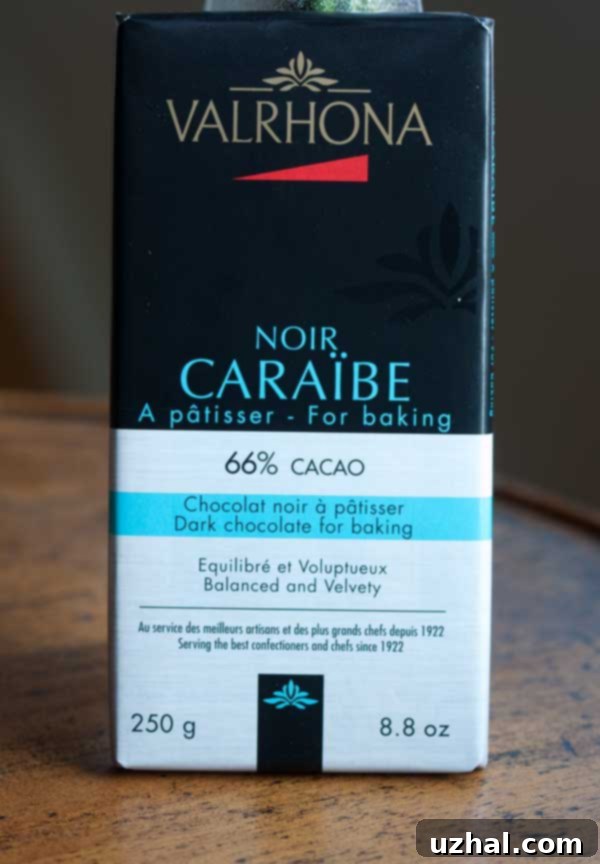 VALRHONA
NOIR
CARAÏBE
A pâtisser - For baking
66% CACAO
Chocolat noir à pâtisser
Dark chocolate for baking
Equilibré et Voluptueux
Balanced and Velvety
Au service des meilleurs artisans et des plus grands chefs depuis 1922
Serving the best confectioners and chefs since 1922
250 g
8.8 oz
uzhal.com